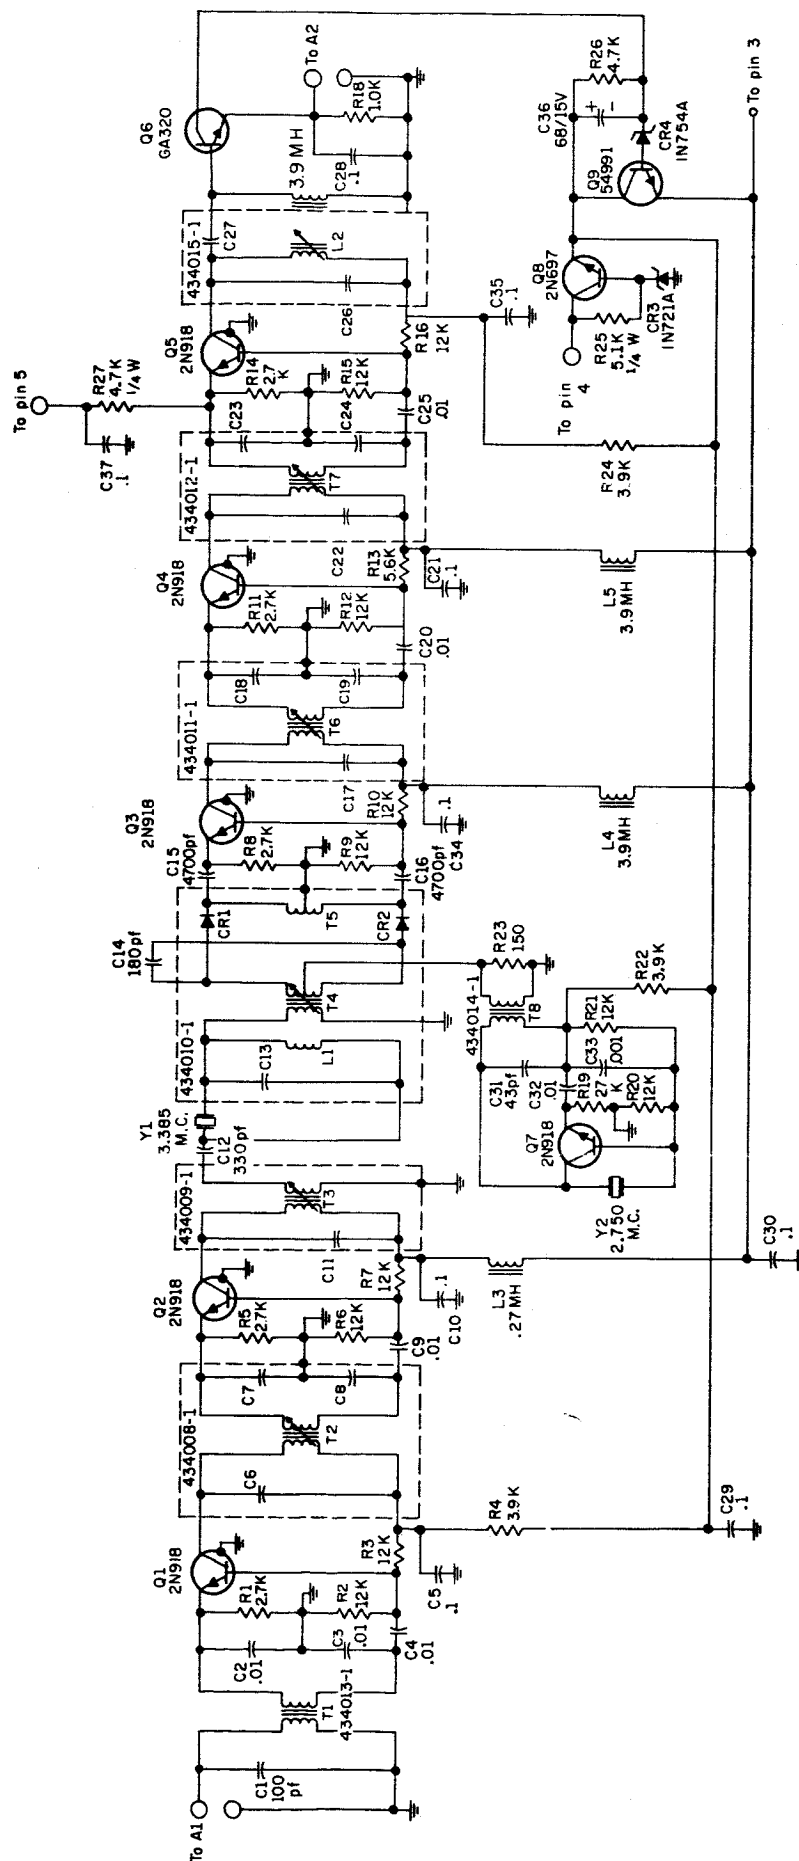 To A1
C1
100
pf
T1
434013-1
C2
.01
C3
.01
R1
2.7K
R2
12K
C4
.01
Q1
2N918
R3
12K
C5
.1
R4
3.9K
C29
.1
434008-1
C6
T2
C7
C8
R5
2.7K
R6
12K
C9
.01
Q2
2N918
R7
12K
.1
C10
L3
.27MH
C30
.1
434009-1
C11
T3
C12
330pf
Y1
3.385
M.C.
434010-1
C13
L1
T4
C14
180pf
CR1
CR2
T5
C15
4700pf
C16
4700pf
R8
2.7K
R9
12K
Q3
2N918
R10
12K
.1
C34
L4
3.9MH
Y2
2.750
M.C.
Q7
2N918
C31
43pf
C32
.01
R19
27
K
R20
12K
C33
.001
R21
12K
R22
3.9K
434014-1
T8
R23
150
434011-1
C17
T6
C18
C19
R11
2.7K
R12
12K
C20
.01
Q4
2N918
R13
5.6K
C21
.1
L5
3.9MH
434012-1
C22
T7
C23
C24
C25
.01
R14
2.7
K
R15
12K
To pin 5
C37
.1
R27
4.7K
1/4 W
Q5
2N918
R16
12K
C35
.1
R24
3.9K
434015-1
C26
L2
C27
3.9MH
C28
.1
R18
1.0K
Q6
GA320
To A2
To pin
4
R25
5.1K
1/4 W
Q8
2N697
CR3
1N721A
Q9
54991
CR4
1N754A
C36
68/15V
+
-
R26
4.7K
To pin 3